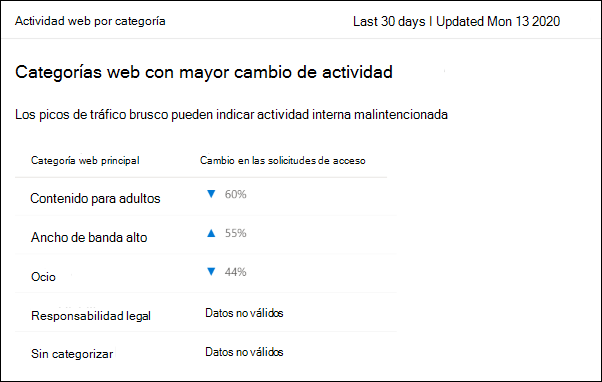 Actividad web por categoría Last 30 days | Updated Mon 13 2020
Categorías web con mayor cambio de actividad
Los picos de tráfico brusco pueden indicar actividad interna malintencionada
Categoría web principal Cambio en las solicitudes de acceso
Contenido para adultos ▼ 60%
Ancho de banda alto ▲ 55%
Ocio ▼ 44%
Responsabilidad legal Datos no válidos
Sin categorizar Datos no válidos